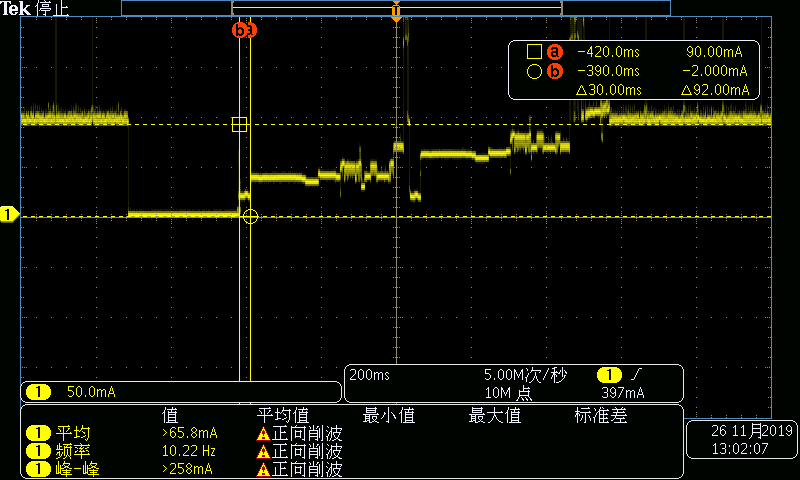 Tek 停止
T
b a
a -420.0ms 90.00mA
b -390.0ms -2.000mA
△30.00ms △92.00mA
1
1 50.0mA
200ms 5.00M次/秒 1
10M 点 397mA
值 平均值 最小值 最大值 标准差
1 平均 >65.8mA 正向削波
1 频率 10.22 Hz 正向削波
1 峰-峰 >258mA 正向削波
26 11月2019
13:02:07